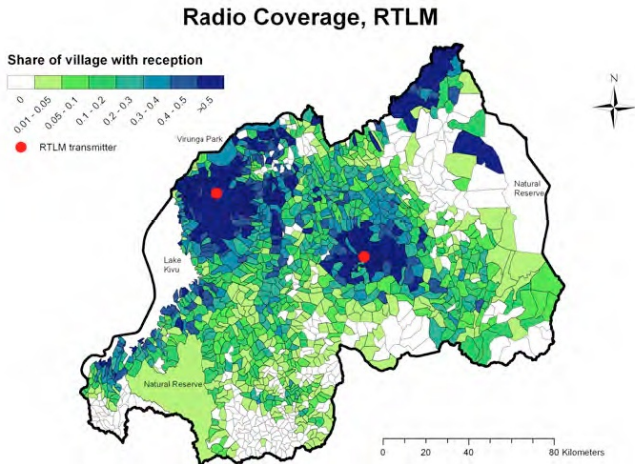 Radio Coverage, RTLM
Share of village with reception
0
0.01 - 0.05
0.05 - 0.1
0.1 - 0.2
0.2 - 0.3
0.3 - 0.4
0.4 - 0.5
>0.5
RTLM transmitter
N
Virunga Park
Natural
Reserve
Lake
Kivu
Natural Reserve
0 20 40 80 Kilometers